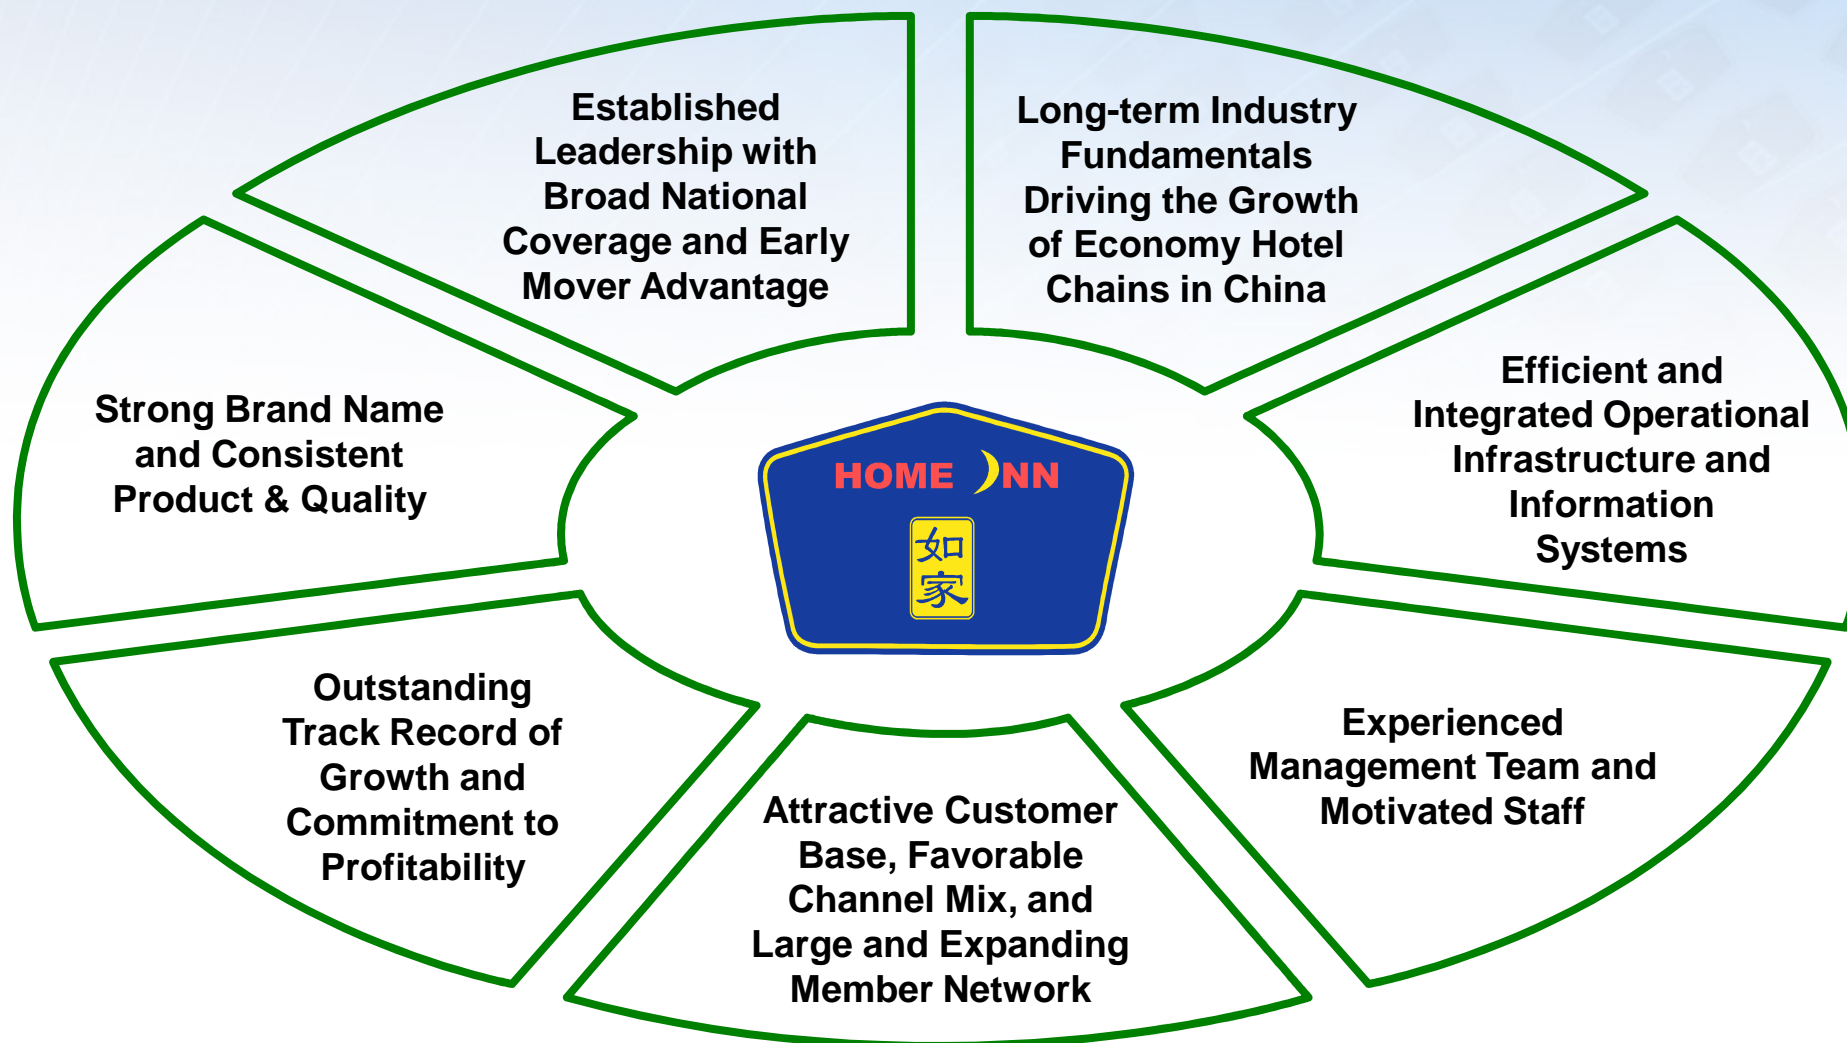 Established
Leadership with
Broad National
Coverage and Early
Mover Advantage
Long-term Industry
Fundamentals
Driving the Growth
of Economy Hotel
Chains in China
Strong Brand Name
and Consistent
Product & Quality
HOME NN
如
家
Efficient and
Integrated Operational
Infrastructure and
Information
Systems
Outstanding
Track Record of
Growth and
Commitment to
Profitability
Attractive Customer
Base, Favorable
Channel Mix, and
Large and Expanding
Member Network
Experienced
Management Team and
Motivated Staff